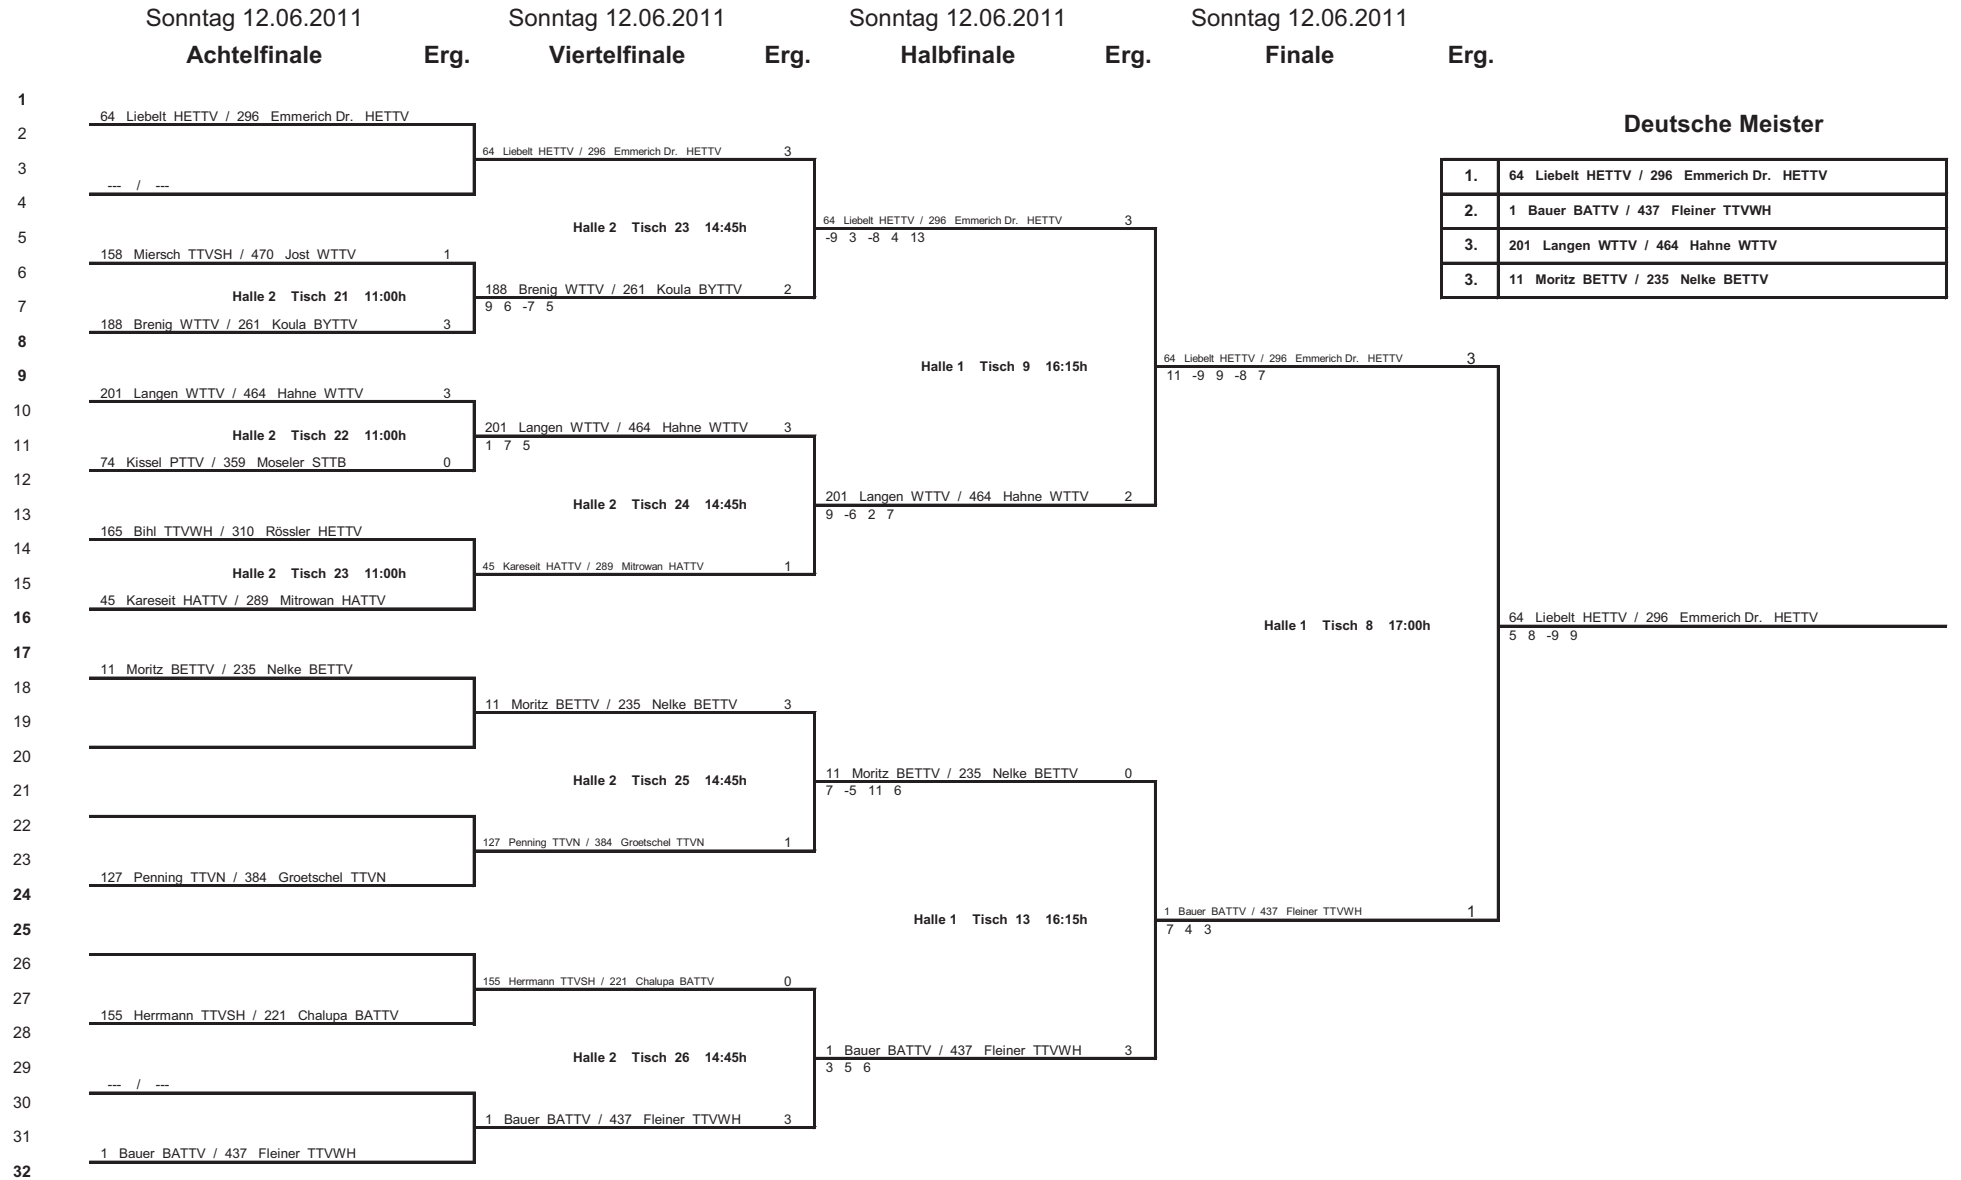 Sonntag 12.06.2011 Sonntag 12.06.2011 Sonntag 12.06.2011 Sonntag 12.06.2011
Achtelfinale Erg. Viertelfinale Erg. Halbfinale Erg. Finale Erg.
1
64 Liebelt HETTV / 296 Emmerich Dr. HETTV
Deutsche Meister
2
64 Liebelt HETTV / 296 Emmerich Dr. HETTV 3
3
1. 64 Liebelt HETTV / 296 Emmerich Dr. HETTV
--- / ---
4
2. 1 Bauer BATTV / 437 Fleiner TTVWH
64 Liebelt HETTV / 296 Emmerich Dr. HETTV 3
Halle 2 Tisch 23 14:45h
5
-9 3 -8 4 13
3. 201 Langen WTTV / 464 Hahne WTTV
158 Miersch TTVSH / 470 Jost WTTV 1
6
3. 11 Moritz BETTV / 235 Nelke BETTV
188 Brenig WTTV / 261 Koula BYTTV 2
Halle 2 Tisch 21 11:00h
7
9 6 -7 5
188 Brenig WTTV / 261 Koula BYTTV 3
8
64 Liebelt HETTV / 296 Emmerich Dr. HETTV 3
Halle 1 Tisch 9 16:15h
9
11 -9 9 -8 7
201 Langen WTTV / 464 Hahne WTTV 3
10
201 Langen WTTV / 464 Hahne WTTV 3
Halle 2 Tisch 22 11:00h
11
1 7 5
74 Kissel PTTV / 359 Moseler STTB 0
12
201 Langen WTTV / 464 Hahne WTTV 2
Halle 2 Tisch 24 14:45h
13
9 -6 2 7
165 Bihl TTVWH / 310 Rössler HETTV
14
45 Kareseit HATTV / 289 Mitrowan HATTV 1
Halle 2 Tisch 23 11:00h
15
45 Kareseit HATTV / 289 Mitrowan HATTV
16
64 Liebelt HETTV / 296 Emmerich Dr. HETTV
Halle 1 Tisch 8 17:00h
5 8 -9 9
17
11 Moritz BETTV / 235 Nelke BETTV
18
11 Moritz BETTV / 235 Nelke BETTV 3
19
20
11 Moritz BETTV / 235 Nelke BETTV 0
Halle 2 Tisch 25 14:45h
21
7 -5 11 6
22
127 Penning TTVN / 384 Groetschel TTVN 1
23
127 Penning TTVN / 384 Groetschel TTVN
24
1 Bauer BATTV / 437 Fleiner TTVWH 1
Halle 1 Tisch 13 16:15h
25
7 4 3
26
155 Herrmann TTVSH / 221 Chalupa BATTV 0
27
155 Herrmann TTVSH / 221 Chalupa BATTV
28
1 Bauer BATTV / 437 Fleiner TTVWH 3
Halle 2 Tisch 26 14:45h
29
3 5 6
--- / ---
30
1 Bauer BATTV / 437 Fleiner TTVWH 3
31
1 Bauer BATTV / 437 Fleiner TTVWH
32